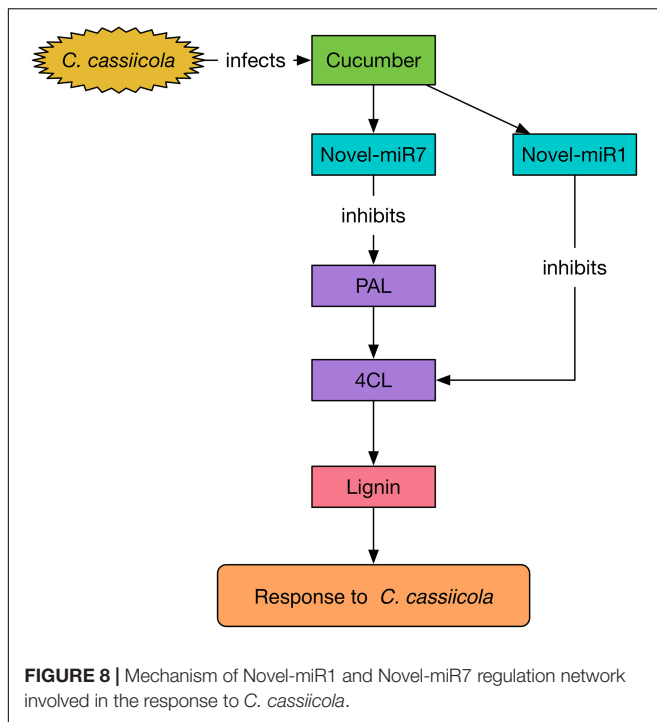 C. cassiicola
infects
Cucumber
Novel-miR7
Novel-miR1
inhibits
inhibits
PAL
4CL
Lignin
Response to C. cassiicola
FIGURE 8 | Mechanism of Novel-miR1 and Novel-miR7 regulation network
involved in the response to C. cassiicola.